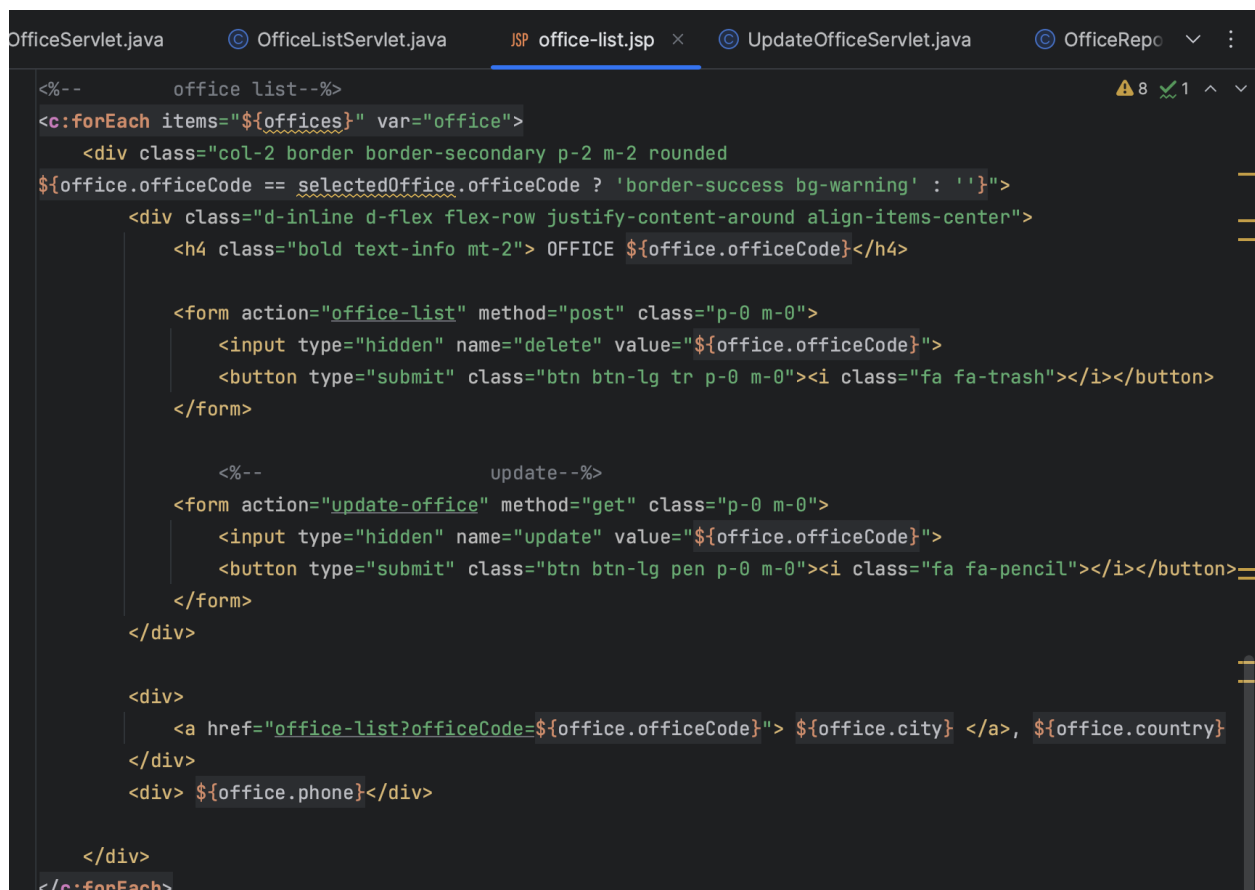 OfficeServlet.java OfficeListServlet.java JSP office-list.jsp × UpdateOfficeServlet.java OfficeRepo
<%--        office list--%> 8 1
<c:forEach items="${offices}" var="office">
    <div class="col-2 border border-secondary p-2 m-2 rounded
${office.officeCode == selectedOffice.officeCode ? 'border-success bg-warning' : ''}">
        <div class="d-inline d-flex flex-row justify-content-around align-items-center">
            <h4 class="bold text-info mt-2"> OFFICE ${office.officeCode}</h4>
            <form action="office-list" method="post" class="p-0 m-0">
                <input type="hidden" name="delete" value="${office.officeCode}">
                <button type="submit" class="btn btn-lg tr p-0 m-0"><i class="fa fa-trash"></i></button>
            </form>
                <%--                    update--%>
            <form action="update-office" method="get" class="p-0 m-0">
                <input type="hidden" name="update" value="${office.officeCode}">
                <button type="submit" class="btn btn-lg pen p-0 m-0"><i class="fa fa-pencil"></i></button>
            </form>
        </div>
        <div>
            <a href="office-list?officeCode=${office.officeCode}"> ${office.city} </a>, ${office.country}
        </div>
        <div> ${office.phone}</div>
    </div>
</c:forEach>